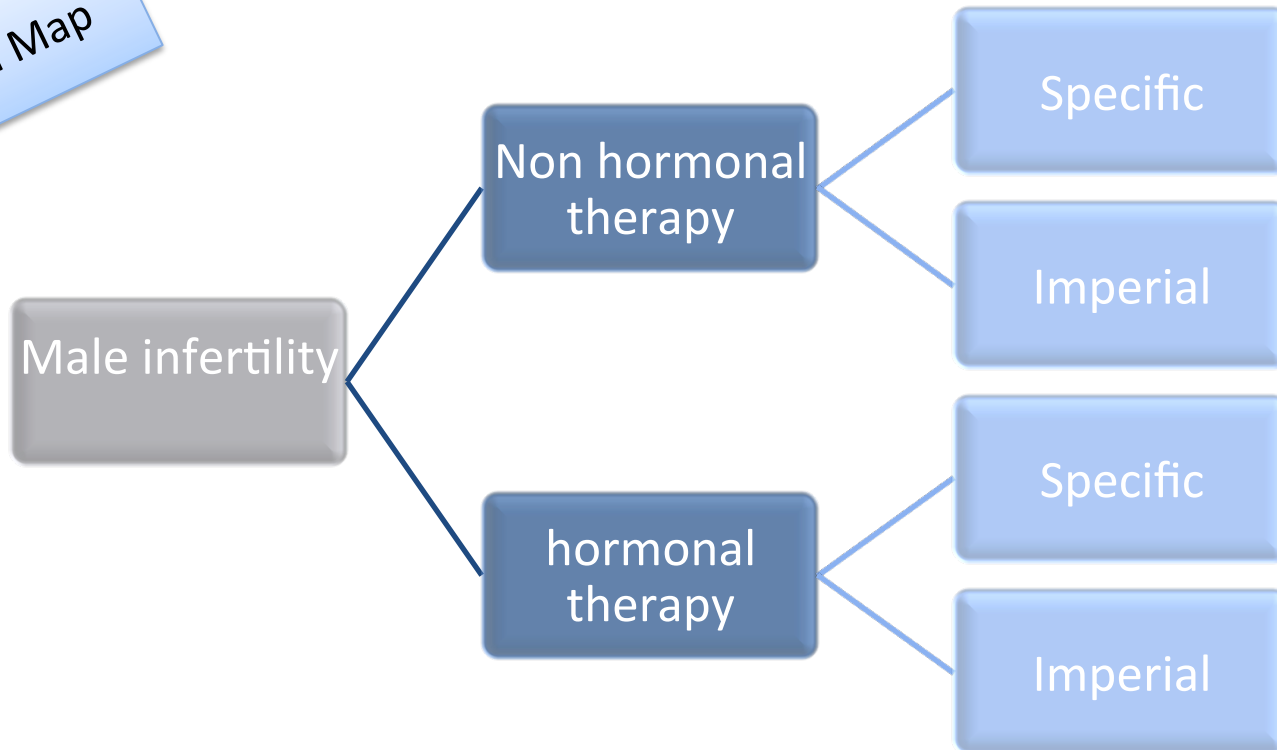 Map
Specific
Non hormonal
therapy
Imperial
Male infertility
Specific
hormonal
therapy
Imperial